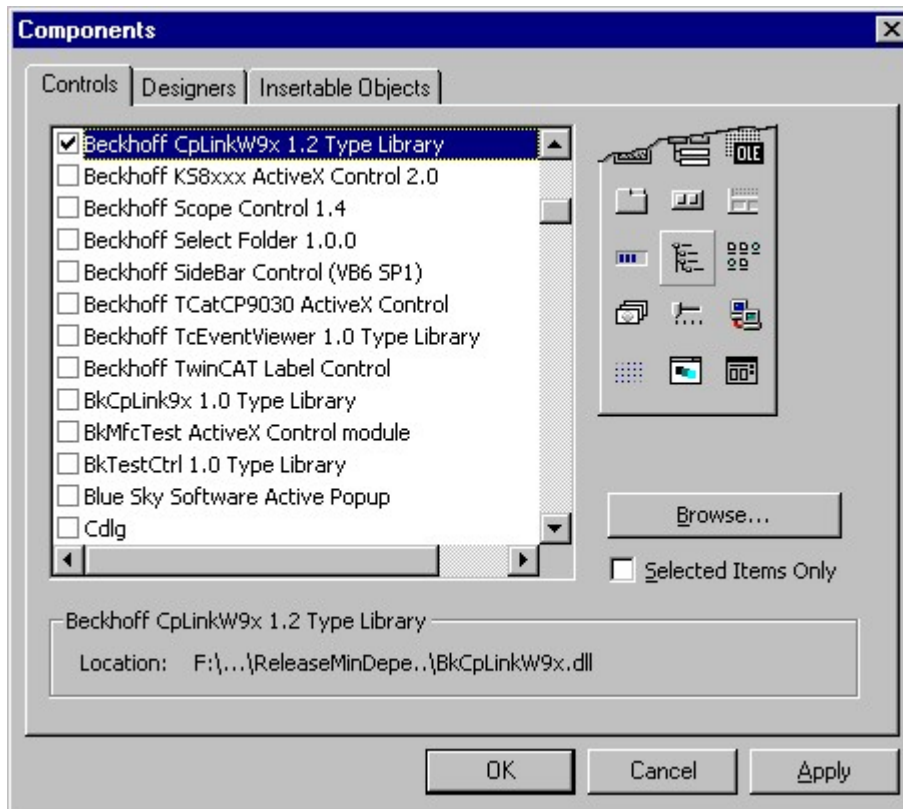 Components
Controls Designers Insertable Objects
Beckhoff CpLinkW9x 1.2 Type Library
Beckhoff KS8xxx ActiveX Control 2.0
Beckhoff Scope Control 1.4
Beckhoff Select Folder 1.0.0
Beckhoff SideBar Control (VB6 SP1)
Beckhoff TCatCP9030 ActiveX Control
Beckhoff TcEventViewer 1.0 Type Library
Beckhoff TwinCAT Label Control
BkCpLink9x 1.0 Type Library
BkMfcTest ActiveX Control module
BkTestCtrl 1.0 Type Library
Blue Sky Software Active Popup
Cdlg
OLE
Browse...
Selected Items Only
Beckhoff CpLinkW9x 1.2 Type Library
Location: F:\...\ReleaseMinDepe..\BkCpLinkW9x.dll
OK Cancel Apply